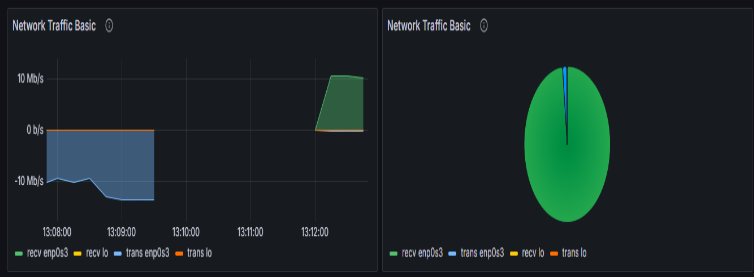 Network Traffic Basic
10 Mb/s
0 b/s
-10 Mb/s
13:08:00 13:09:00 13:10:00 13:11:00 13:12:00
recv enp0s3 recv lo trans enp0s3 trans lo
Network Traffic Basic
recv enp0s3 trans enp0s3 recv lo trans lo